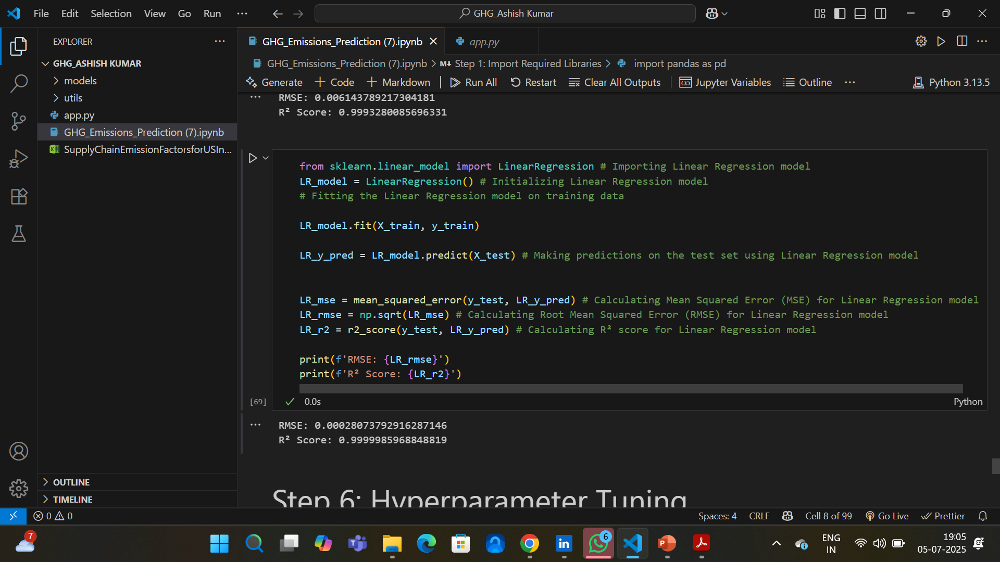 File Edit Selection View Go Run ···
GHG_Ashish Kumar
EXPLORER ···
GHG_ASHISH KUMAR
models
utils
app.py
GHG_Emissions_Prediction (7).ipynb
SupplyChainEmissionFactorsforUSIn...
OUTLINE
TIMELINE
GHG_Emissions_Prediction (7).ipynb
app.py
GHG_Emissions_Prediction (7).ipynb > M↓ Step 1: Import Required Libraries > import pandas as pd
Generate + Code + Markdown | Run All Restart Clear All Outputs | Jupyter Variables Outline ··· Python 3.13.5
RMSE: 0.006143789217304181
R² Score: 0.9993280085696331
from sklearn.linear_model import LinearRegression # Importing Linear Regression model
LR_model = LinearRegression() # Initializing Linear Regression model
# Fitting the Linear Regression model on training data
LR_model.fit(X_train, y_train)
LR_y_pred = LR_model.predict(X_test) # Making predictions on the test set using Linear Regression model
LR_mse = mean_squared_error(y_test, LR_y_pred) # Calculating Mean Squared Error (MSE) for Linear Regression model
LR_rmse = np.sqrt(LR_mse) # Calculating Root Mean Squared Error (RMSE) for Linear Regression model
LR_r2 = r2_score(y_test, LR_y_pred) # Calculating R² score for Linear Regression model
print(f'RMSE: {LR_rmse}')
print(f'R² Score: {LR_r2}')
[69] 0.0s Python
RMSE: 0.00028073792916287146
R² Score: 0.9999985968848819
Step 6: Hyperparameter Tuning
0 0 Spaces: 4 CRLF Cell 8 of 99 Go Live Prettier
7
6
ENG
IN
19:05
05-07-2025